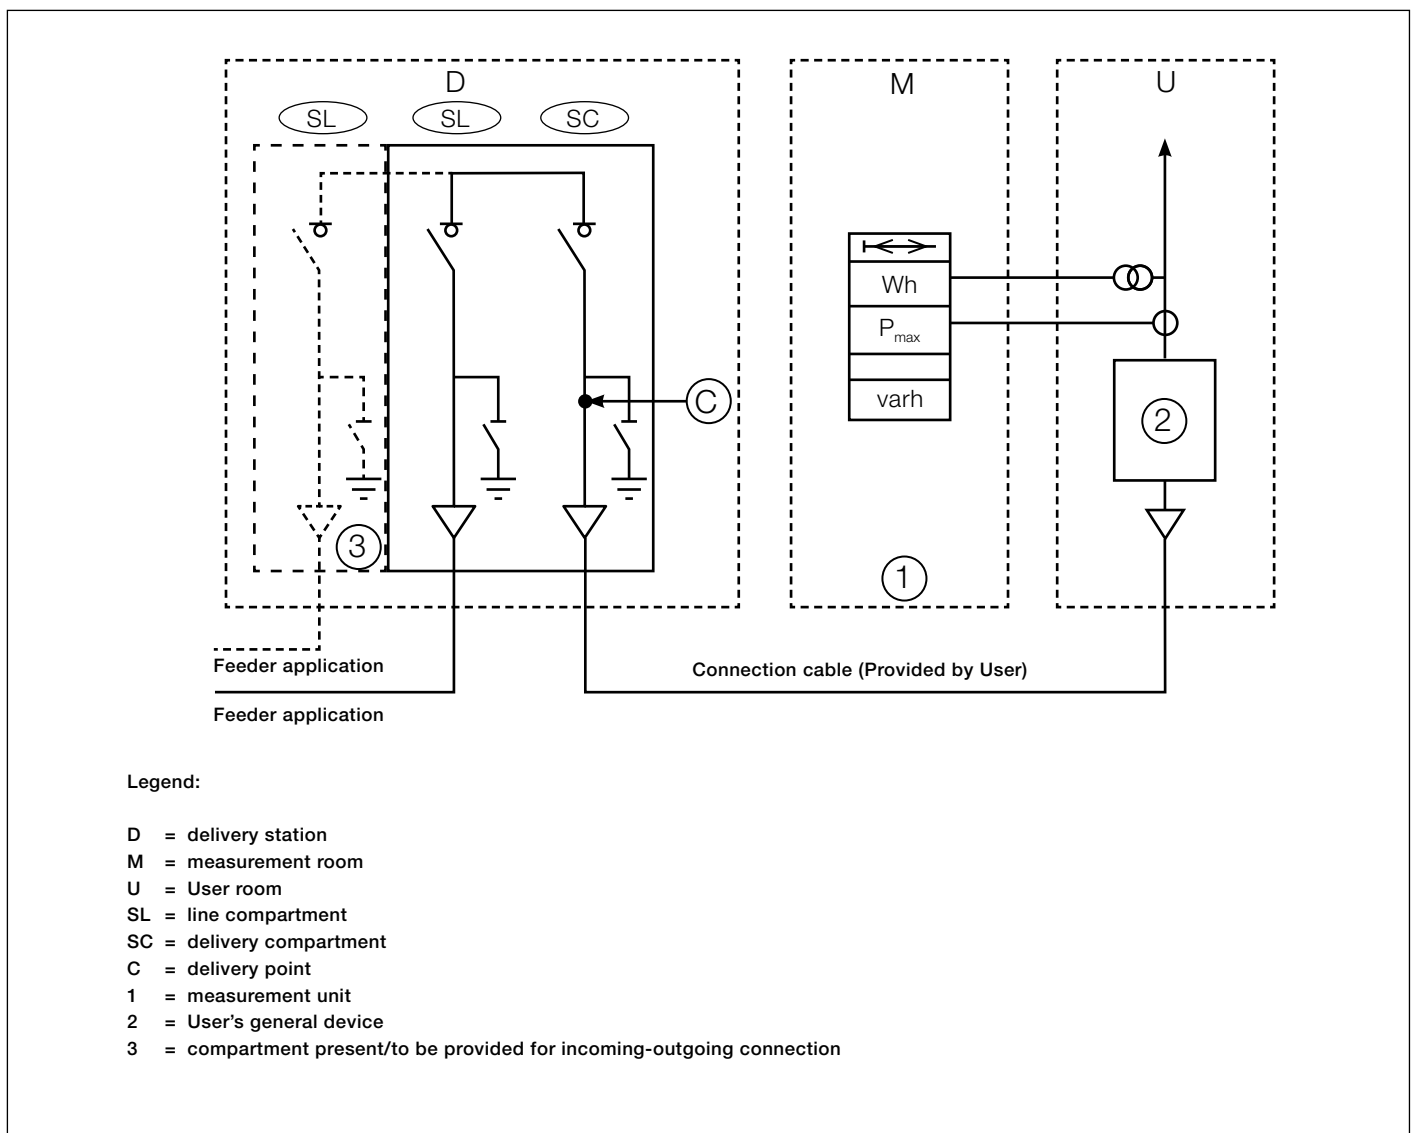 D
M
U
SL
SL
SC
Wh
Pmax
varh
C
2
3
1
Feeder application
Connection cable (Provided by User)
Feeder application
Legend:
D = delivery station
M = measurement room
U = User room
SL = line compartment
SC = delivery compartment
C = delivery point
1 = measurement unit
2 = User's general device
3 = compartment present/to be provided for incoming-outgoing connection